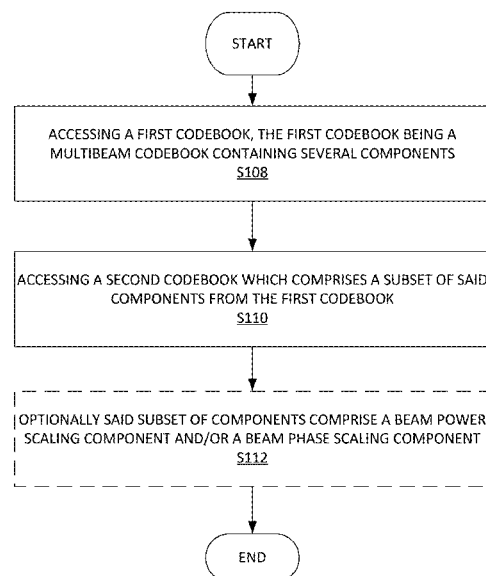 START
ACCESSING A FIRST CODEBOOK, THE FIRST CODEBOOK BEING A
MULTIBEAM CODEBOOK CONTAINING SEVERAL COMPONENTS
S108
ACCESSING A SECOND CODEBOOK WHICH COMPRISES A SUBSET OF SAID
COMPONENTS FROM THE FIRST CODEBOOK
S110
OPTIONALLY SAID SUBSET OF COMPONENTS COMPRISE A BEAM POWER
SCALING COMPONENT AND/OR A BEAM PHASE SCALING COMPONENT
S112
END